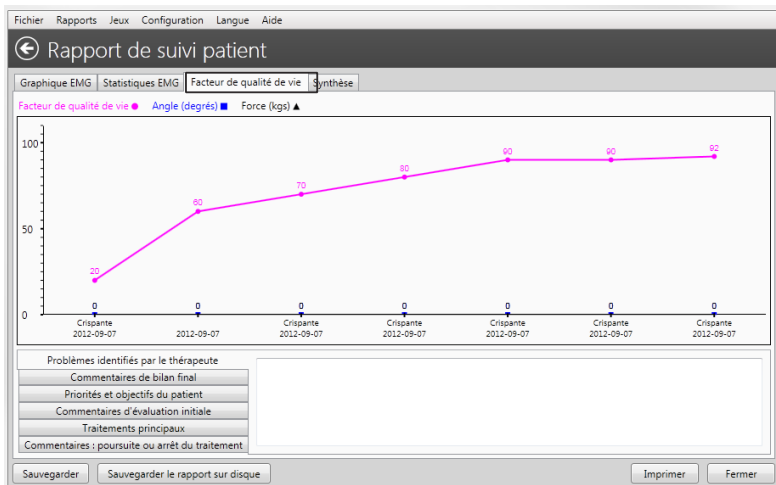 Fichier Rapports Jeux Configuration Langue Aide
Rapport de suivi patient
Graphique EMG Statistiques EMG Facteur de qualité de vie Synthèse
Facteur de qualité de vie Angle (degrés) Force (kgs)
100
50
0
20 60 70 80 90 90 92
0 0 0 0 0 0 0
Crispante Crispante Crispante Crispante Crispante Crispante
2012-09-07 2012-09-07 2012-09-07 2012-09-07 2012-09-07 2012-09-07 2012-09-07
Problèmes identifiés par le thérapeute
Commentaires de bilan final
Priorités et objectifs du patient
Commentaires d'évaluation initiale
Traitements principaux
Commentaires : poursuite ou arrêt du traitement
Sauvegarder Sauvegarder le rapport sur disque Imprimer Fermer